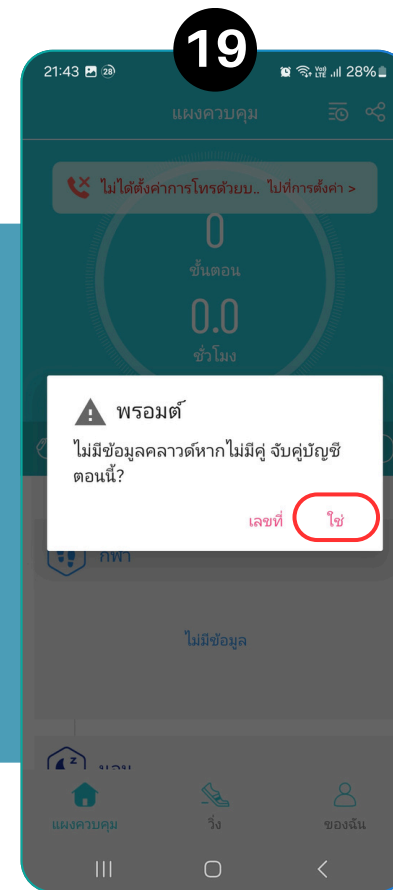 19
21:43 28 28%
แผงควบคุม
ไม่ได้ตั้งค่าการโทรด้วยบ.. ไปที่การตั้งค่า >
0
ขั้นตอน
0.0
ชั่วโมง
พรอมต์
ไม่มีข้อมูลคลาวด์หากไม่มีคู่ จับคู่บัญชี
ตอนนี้?
เลขที่ ใช่
กีฬา
ไม่มีข้อมูล
นอน
แผงควบคุม วิ่ง ของฉัน